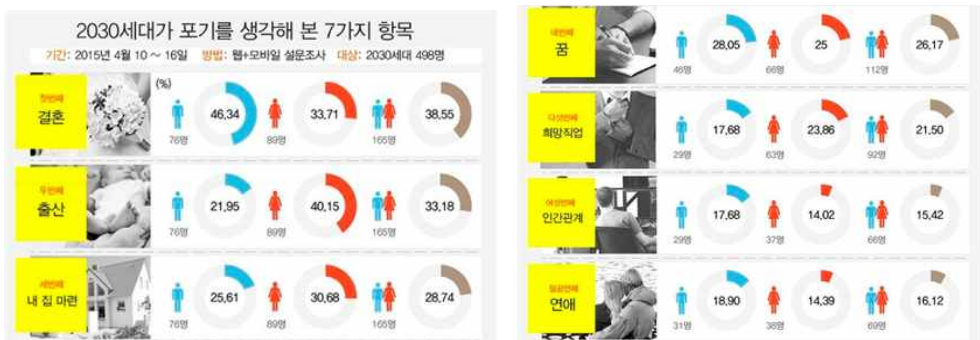 2030세대가 포기를 생각해 본 7가지 항목
기간: 2015년 4월 10 ~ 16일 방법: 웹+모바일 설문조사 대상: 2030세대 498명
(%)
첫번째
결혼
46,34 33,71 38,55
76명 89명 165명
두번째
출산
21,95 40,15 33,18
76명 89명 165명
세번째
내 집 마련
25,61 30,68 28,74
76명 89명 165명
네번째
꿈
28,05 25 26,17
46명 66명 112명
다섯번째
희망직업
17,68 23,86 21,50
29명 63명 92명
여섯번째
인간관계
17,68 14,02 15,42
29명 37명 66명
일곱번째
연애
18,90 14,39 16,12
31명 38명 69명